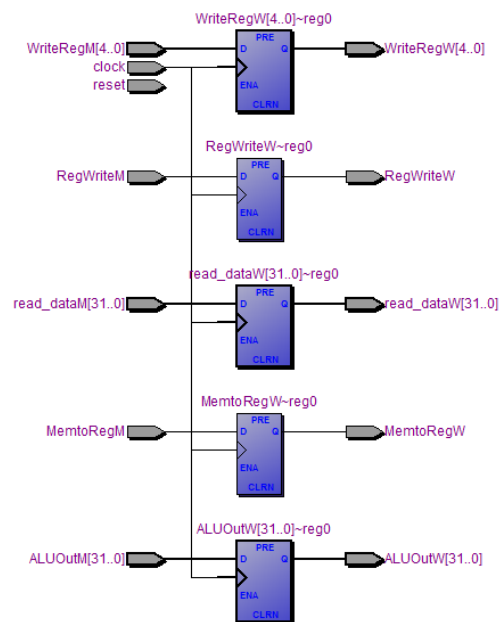 WriteRegW[4..0]~reg0
PRE
WriteRegM[4..0]
D
Q
WriteRegW[4..0]
clock
reset
ENA
CLRN
RegWriteW~reg0
PRE
RegWriteM
D
Q
RegWriteW
ENA
CLRN
read_dataW[31..0]~reg0
PRE
read_dataM[31..0]
D
Q
read_dataW[31..0]
ENA
CLRN
MemtoRegW~reg0
PRE
MemtoRegM
D
Q
MemtoRegW
ENA
CLRN
ALUOutW[31..0]~reg0
PRE
ALUOutM[31..0]
D
Q
ALUOutW[31..0]
ENA
CLRN